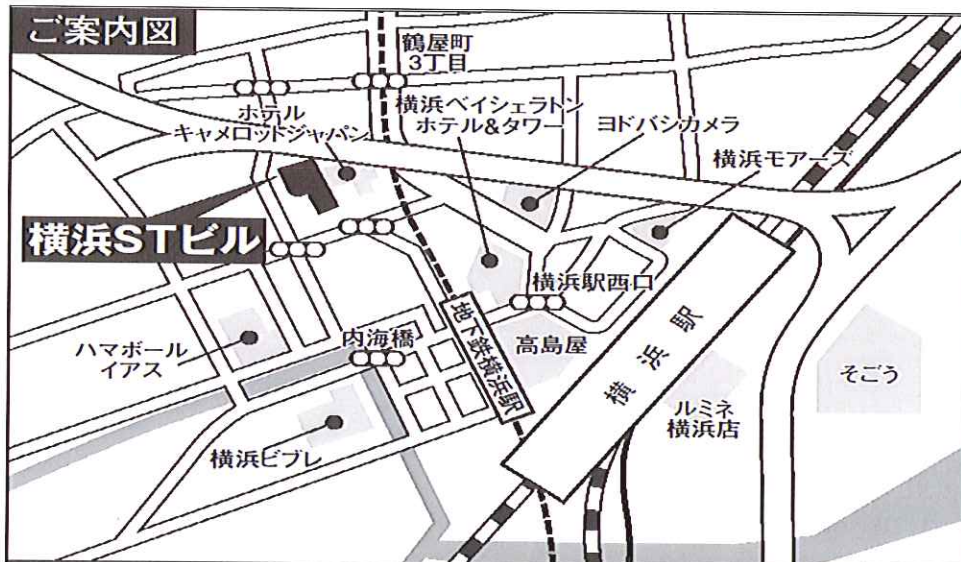 ご案内図
鶴屋町
3丁目
ホテル
キャメロットジャパン
横浜ベイシェラトン
ホテル&タワー
ヨドバシカメラ
横浜モアーズ
横浜STビル
横浜駅西口
地下鉄横浜駅
高島屋
横浜駅
内海橋
ハマボール
イアス
そごう
ルミネ
横浜店
横浜ビブレ